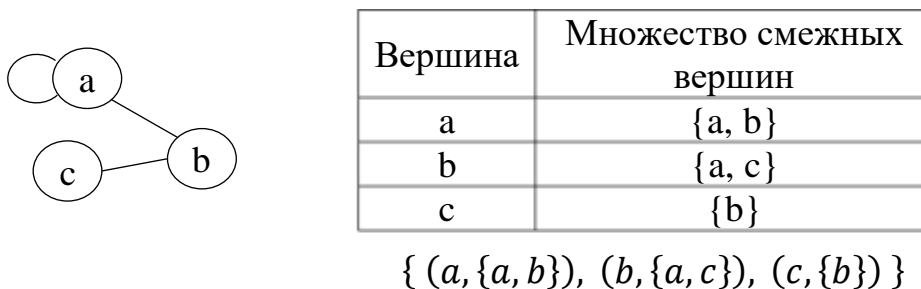 a
b
c
Вершина
Множество смежных
вершин
a
{a, b}
b
{a, c}
c
{b}
{ (a,{a,b}), (b,{a,c}), (c,{b}) }